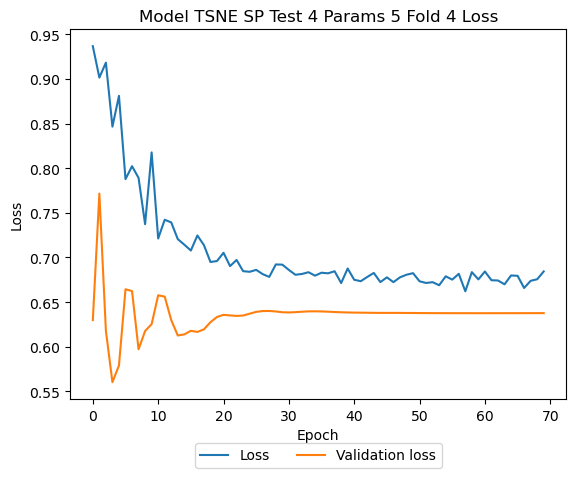 Model TSNE SP Test 4 Params 5 Fold 4 Loss
0.95
0.90
0.85
0.80
0.75
0.70
0.65
0.60
0.55
Loss
0 10 20 30 40 50 60 70
Epoch
Loss Validation loss